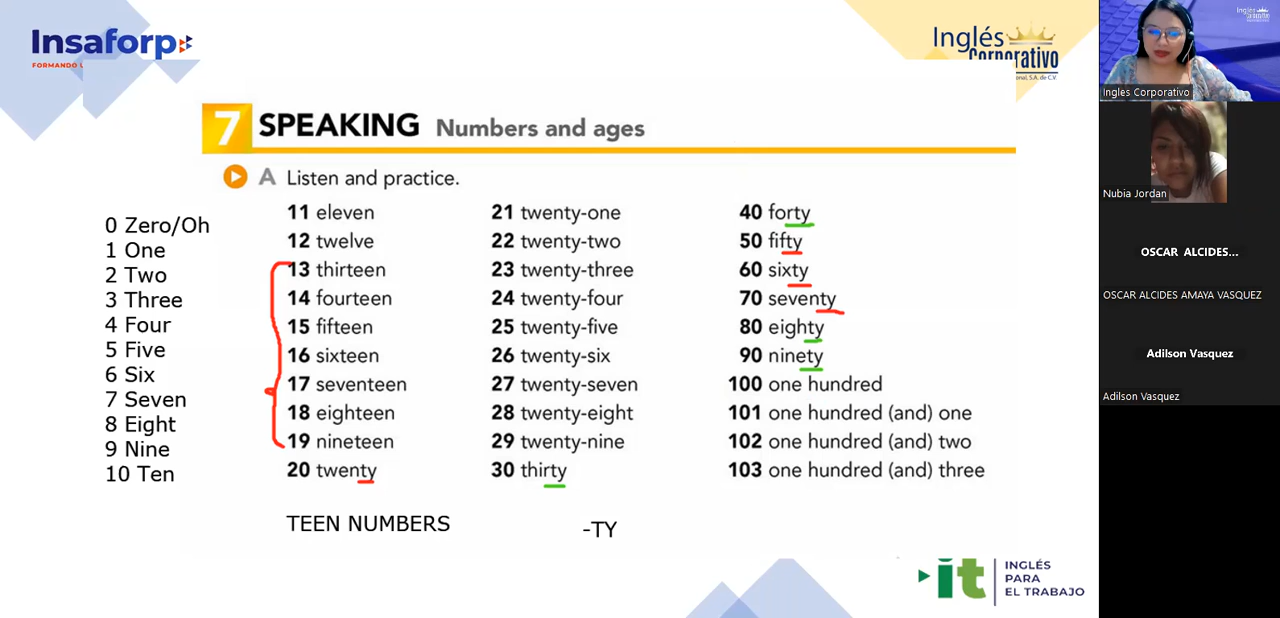 Insaforp
FORMANDO
Inglés
Corporativo
nal, S.A. de C.V.
7 SPEAKING Numbers and ages
A Listen and practice.
0 Zero/Oh
1 One
2 Two
3 Three
4 Four
5 Five
6 Six
7 Seven
8 Eight
9 Nine
10 Ten
11 eleven
12 twelve
13 thirteen
14 fourteen
15 fifteen
16 sixteen
17 seventeen
18 eighteen
19 nineteen
20 twenty
21 twenty-one
22 twenty-two
23 twenty-three
24 twenty-four
25 twenty-five
26 twenty-six
27 twenty-seven
28 twenty-eight
29 twenty-nine
30 thirty
40 forty
50 fifty
60 sixty
70 seventy
80 eighty
90 ninety
100 one hundred
101 one hundred (and) one
102 one hundred (and) two
103 one hundred (and) three
TEEN NUMBERS
-TY
it
INGLÉS
PARA
EL TRABAJO
Inglés
Ingles Corporativo
Nubia Jordan
OSCAR ALCIDES...
OSCAR ALCIDES AMAYA VASQUEZ
Adilson Vasquez
Adilson Vasquez